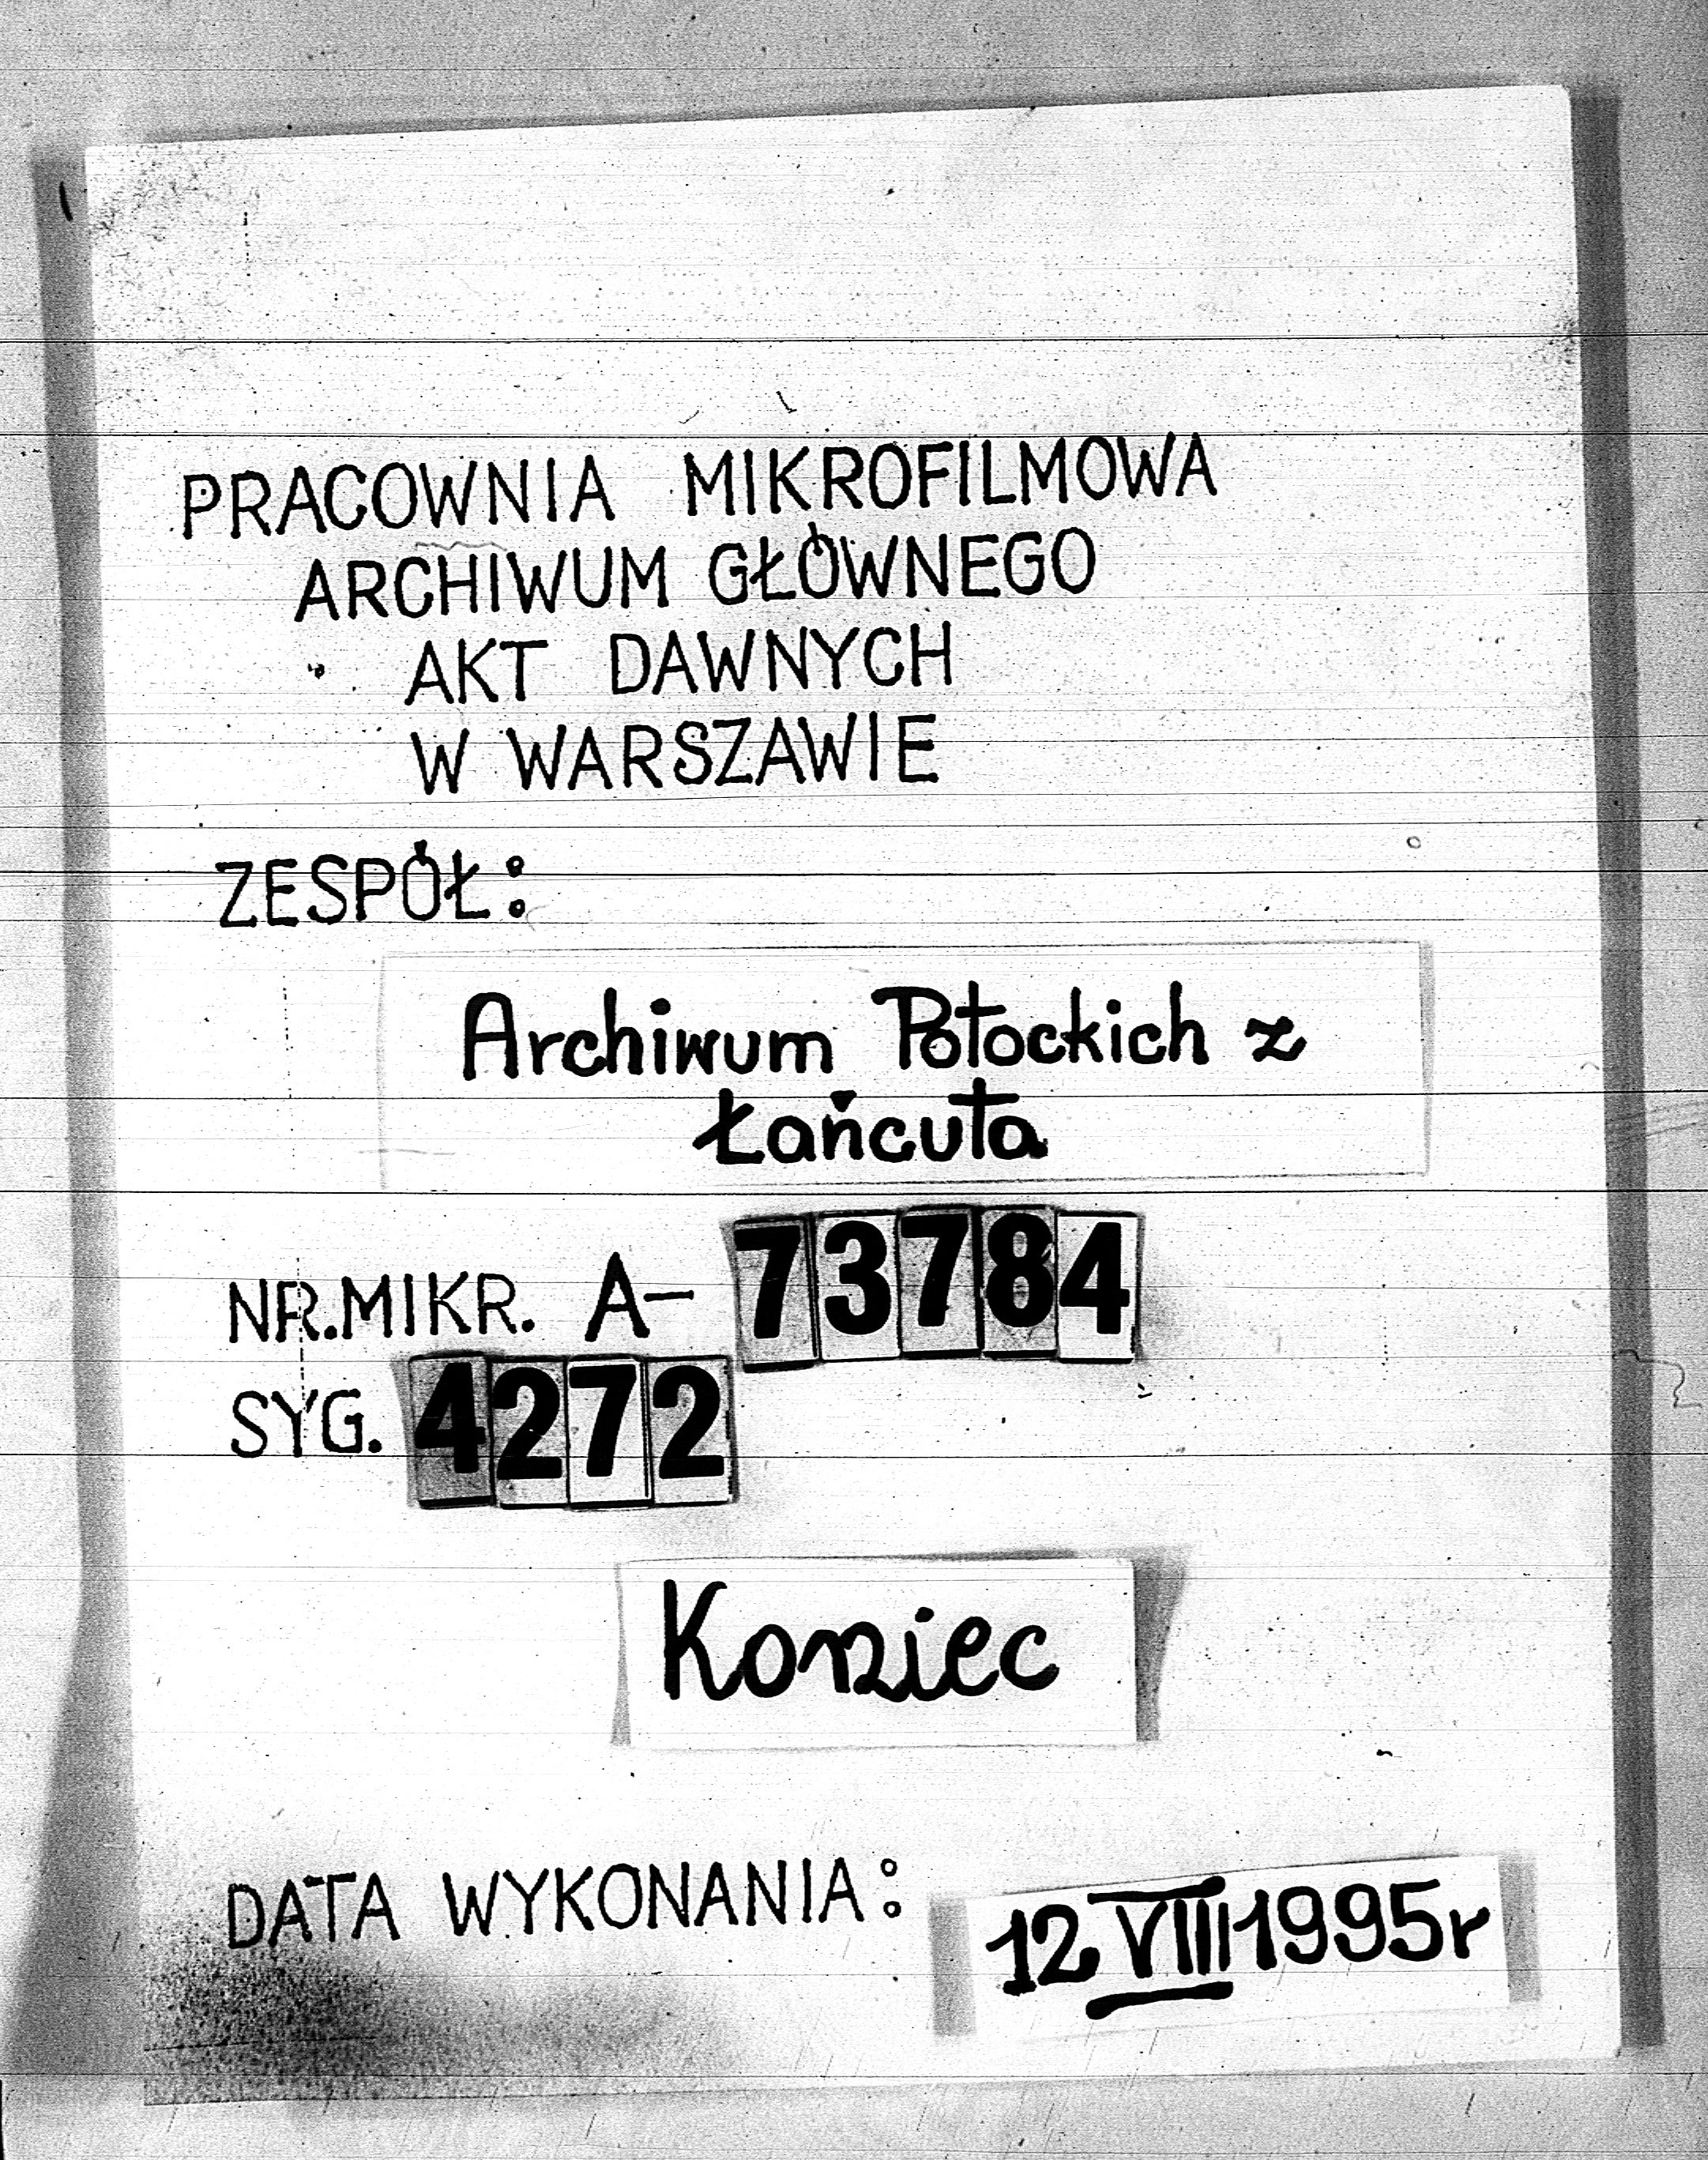 PRACOWNIA MIKROFILMOWA
ARCHIWUM GŁÓWNEGO
AKT DAWNYCH
W WARSZAWIE
ZESPÓŁ:
Archiwum Potockich z
Łańcuta
NR.MIKR. A- 73784
SYG. 4272
Koniec
DATA WYKONANIA: 12 VIII 1995r